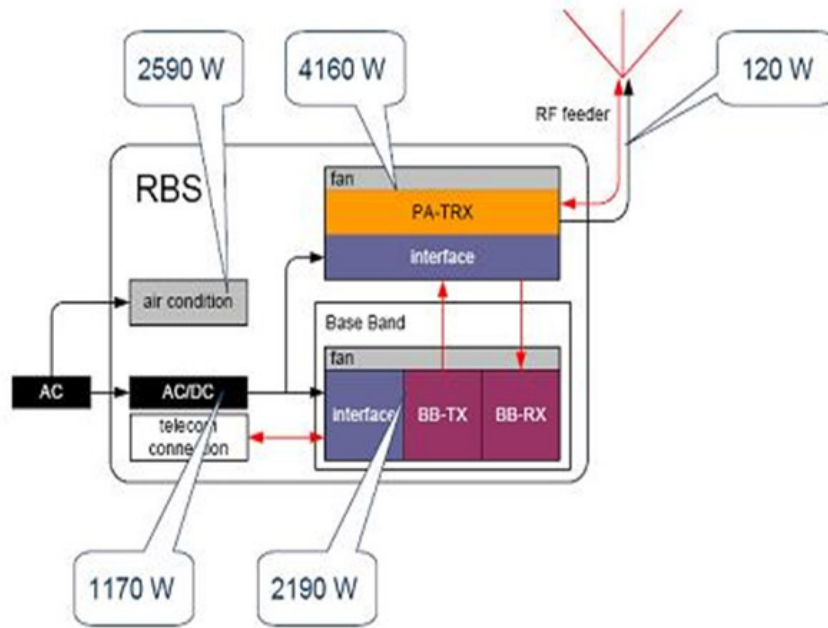 2590 W
4160 W
120 W
RF feeder
RBS
fan
PA-TRX
interface
air condition
Base Band
fan
AC
AC/DC
interface
BB-TX
BB-RX
telecom
connection
1170 W
2190 W